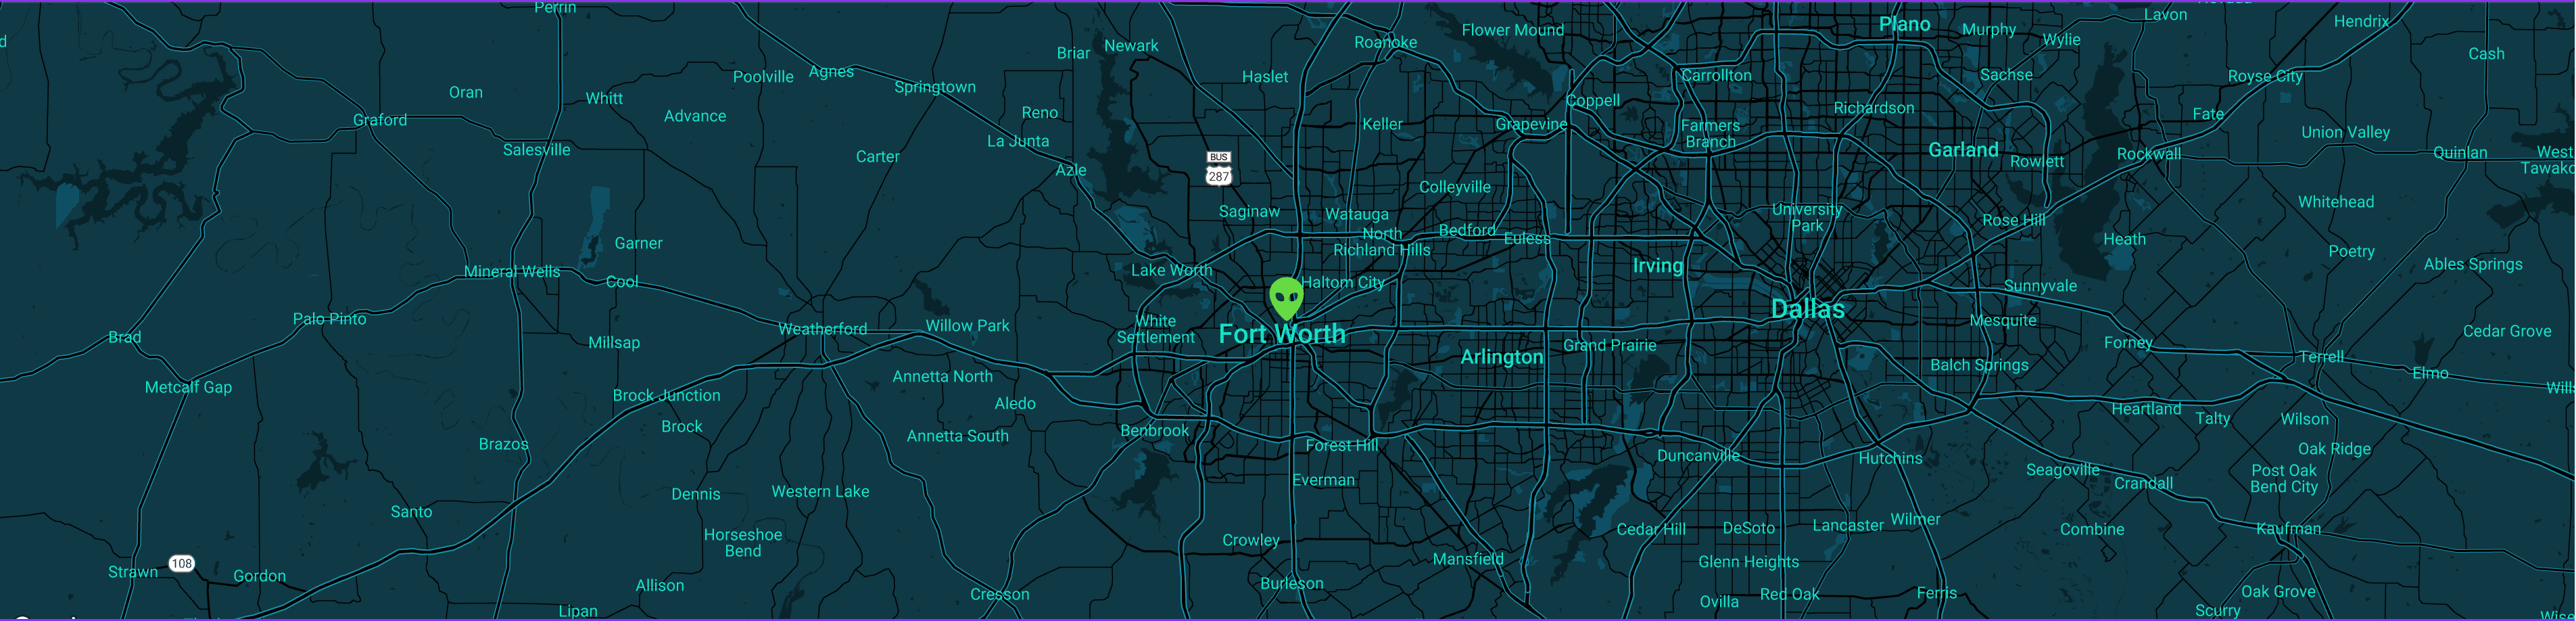 Perrin
Lavon
Hendrix
Plano
Murphy
Flower Mound
Wylie
Roanoke
Newark
Briar
Cash
Agnes
Poolville
Haslet
Carrollton
Sachse
Royse City
Springtown
Oran
Whitt
Coppell
Richardson
Reno
Advance
Graford
Keller
Grapevine
Farmers
Branch
Fate
Union Valley
La Junta
Salesville
Carter
BUS
287
Garland
Rowlett
Rockwall
Quinlan
West
Azle
Colleyville
Saginaw
Watauga
University
Park
Rose Hill
Whitehead
North
Richland Hills
Bedford
Euless
Heath
Garner
Poetry
Mineral Wells
Cool
Lake Worth
Haltom City
Irving
Ables Springs
Sunnyvale
Palo Pinto
Brad
Weatherford
Willow Park
White
Settlement
Fort Worth
Dallas
Mesquite
Cedar Grove
Millsap
Arlington
Grand Prairie
Forney
Terrell
Balch Springs
Elmo
Metcalf Gap
Annetta North
Brock Junction
Aledo
Heartland
Talty
Wilson
Brock
Brazos
Annetta South
Benbrook
Forest Hill
Duncanville
Hutchins
Oak Ridge
Seagoville
Post Oak
Bend City
Crandall
Everman
Dennis
Western Lake
Santo
Cedar Hill
DeSoto
Lancaster
Wilmer
Combine
Kaufman
Horseshoe
Bend
Crowley
Mansfield
Glenn Heights
108
Strawn
Gordon
Allison
Burleson
Cresson
Ovilla
Red Oak
Ferris
Oak Grove
Lipan
Scurry